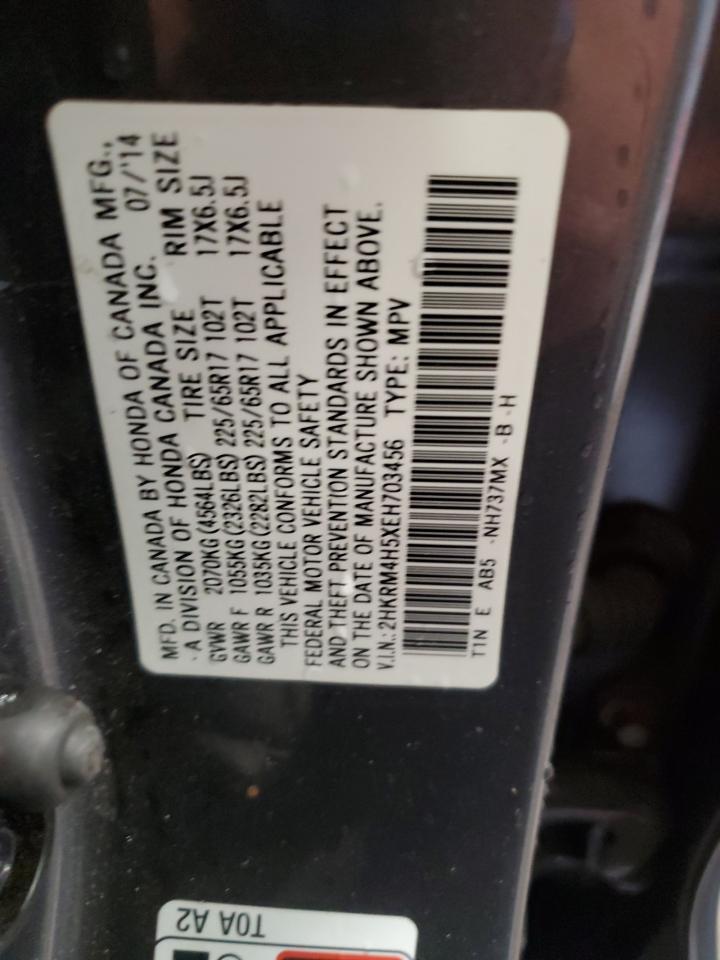 MFD. IN CANADA BY HONDA OF CANADA MFG.,
A DIVISION OF HONDA CANADA INC. 07/'14
TIRE SIZE RIM SIZE
GVWR 2070KG(4564LBS)
GAWR F 1055KG(2326LBS) 225/65R17 102T 17X6.5J
GAWR R 1035KG(2282LBS) 225/65R17 102T 17X6.5J
THIS VEHICLE CONFORMS TO ALL APPLICABLE
FEDERAL MOTOR VEHICLE SAFETY
AND THEFT PREVENTION STANDARDS IN EFFECT
ON THE DATE OF MANUFACTURE SHOWN ABOVE.
V.I.N.: 2HKRM4H5XEH703456 TYPE: MPV
T1N E AB5 -NH737MX -B -H
T0A A2